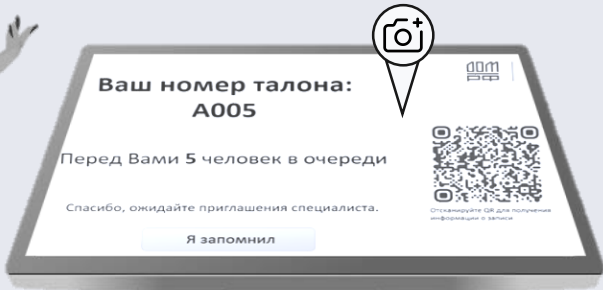 Ваш номер талона:
А005
ДОМ
РФ
Перед Вами 5 человек в очереди
Спасибо, ожидайте приглашения специалиста.
Отсканируйте QR для получения
информации о записи
Я запомнил